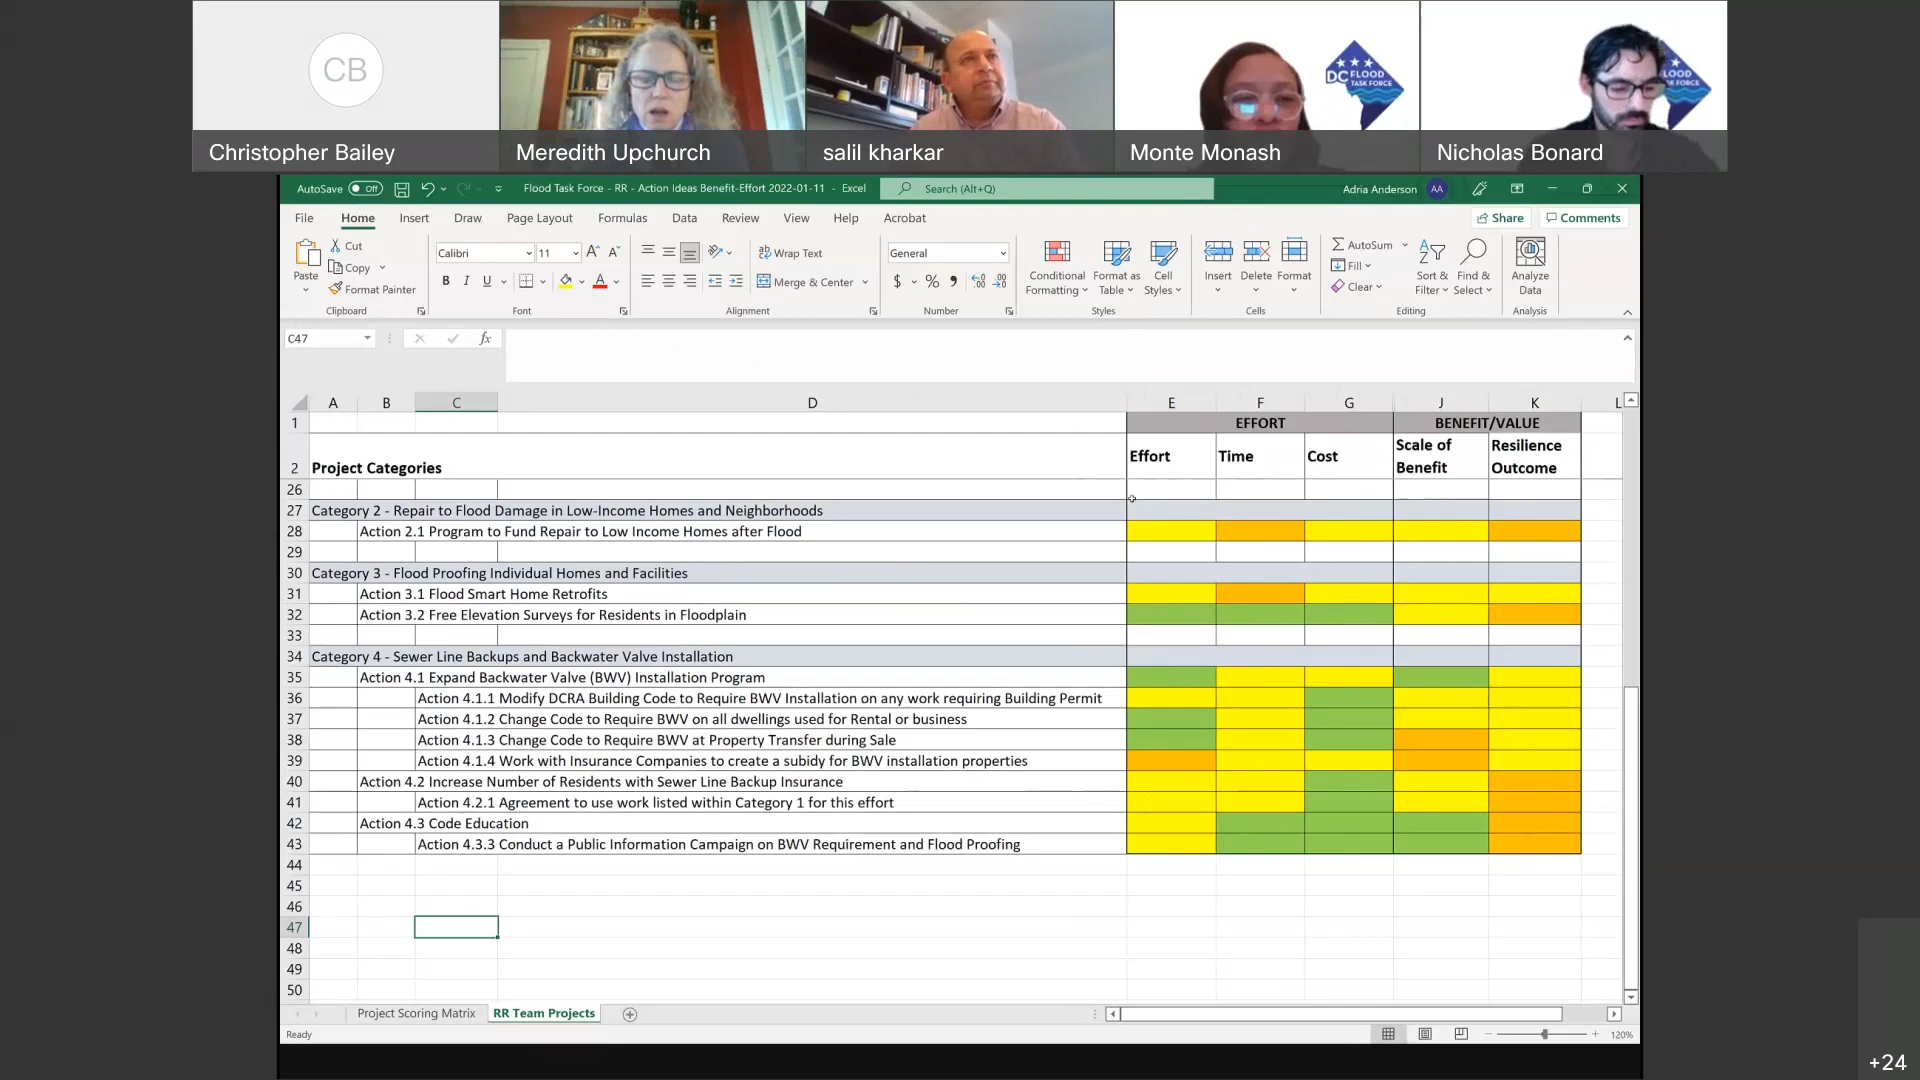 CB
DC FLOOD
TASK FORCE
LOOD
SK FORCE
Christopher Bailey
Meredith Upchurch
salil kharkar
Monte Monash
Nicholas Bonard
AutoSave Off
Flood Task Force - RR - Action Ideas Benefit-Effort 2022-01-11 - Excel
Search (Alt+Q)
Adria Anderson AA
File Home Insert Draw Page Layout Formulas Data Review View Help Acrobat
Share Comments
Paste
Cut
Copy
Format Painter
Clipboard
Calibri 11
B I U
Font
Wrap Text
Merge & Center
Alignment
General
$ % 
Number
Conditional Formatting
Format as Table
Cell Styles
Styles
Insert Delete Format
Cells
AutoSum
Fill
Clear
Sort & Filter
Find & Select
Editing
Analyze Data
Analysis
C47 fx
A B C D E F G J K L
1 EFFORT BENEFIT/VALUE
2 Project Categories Effort Time Cost Scale of Benefit Resilience Outcome
26
27 Category 2 - Repair to Flood Damage in Low-Income Homes and Neighborhoods
28 Action 2.1 Program to Fund Repair to Low Income Homes after Flood
29
30 Category 3 - Flood Proofing Individual Homes and Facilities
31 Action 3.1 Flood Smart Home Retrofits
32 Action 3.2 Free Elevation Surveys for Residents in Floodplain
33
34 Category 4 - Sewer Line Backups and Backwater Valve Installation
35 Action 4.1 Expand Backwater Valve (BWV) Installation Program
36 Action 4.1.1 Modify DCRA Building Code to Require BWV Installation on any work requiring Building Permit
37 Action 4.1.2 Change Code to Require BWV on all dwellings used for Rental or business
38 Action 4.1.3 Change Code to Require BWV at Property Transfer during Sale
39 Action 4.1.4 Work with Insurance Companies to create a subidy for BWV installation properties
40 Action 4.2 Increase Number of Residents with Sewer Line Backup Insurance
41 Action 4.2.1 Agreement to use work listed within Category 1 for this effort
42 Action 4.3 Code Education
43 Action 4.3.3 Conduct a Public Information Campaign on BWV Requirement and Flood Proofing
44
45
46
47
48
49
50
Project Scoring Matrix RR Team Projects
Ready
120%
+24